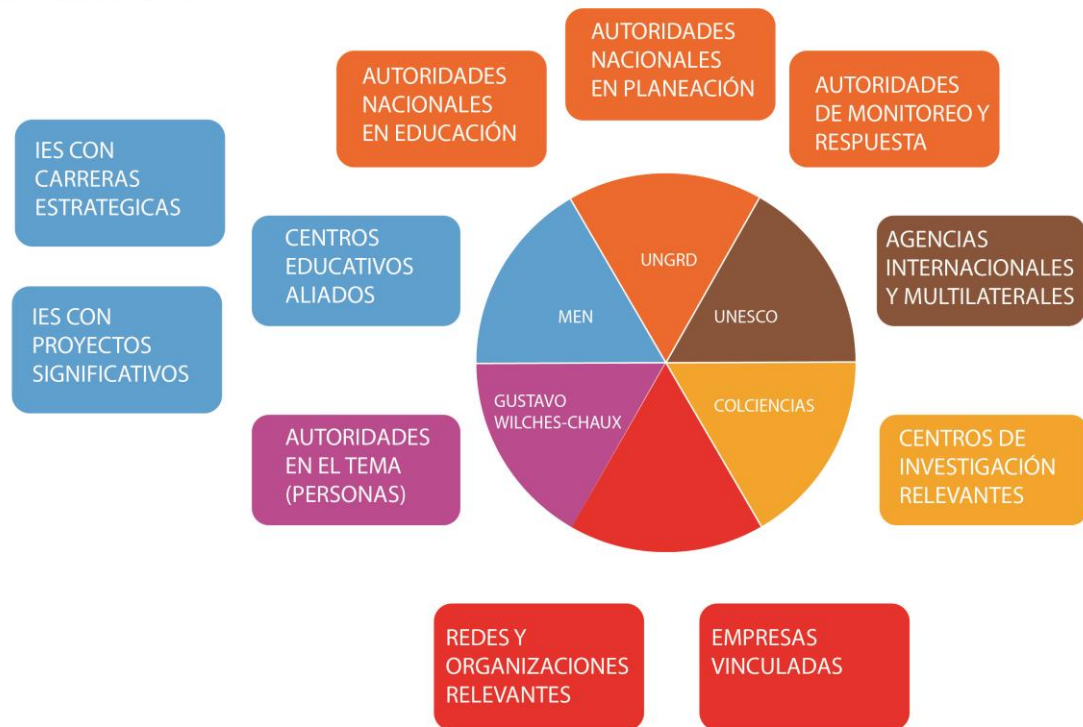 AUTORIDADES
NACIONALES
EN PLANEACIÓN
AUTORIDADES
NACIONALES
EN EDUCACIÓN
AUTORIDADES
DE MONITOREO Y
RESPUESTA
IES CON
CARRERAS
ESTRATEGICAS
CENTROS
EDUCATIVOS
ALIADOS
UNGRD
AGENCIAS
INTERNACIONALES
Y MULTILATERALES
IES CON
PROYECTOS
SIGNIFICATIVOS
MEN
UNESCO
GUSTAVO
WILCHES-CHAUX
COLCIENCIAS
AUTORIDADES
EN EL TEMA
(PERSONAS)
CENTROS DE
INVESTIGACIÓN
RELEVANTES
REDES Y
ORGANIZACIONES
RELEVANTES
EMPRESAS
VINCULADAS